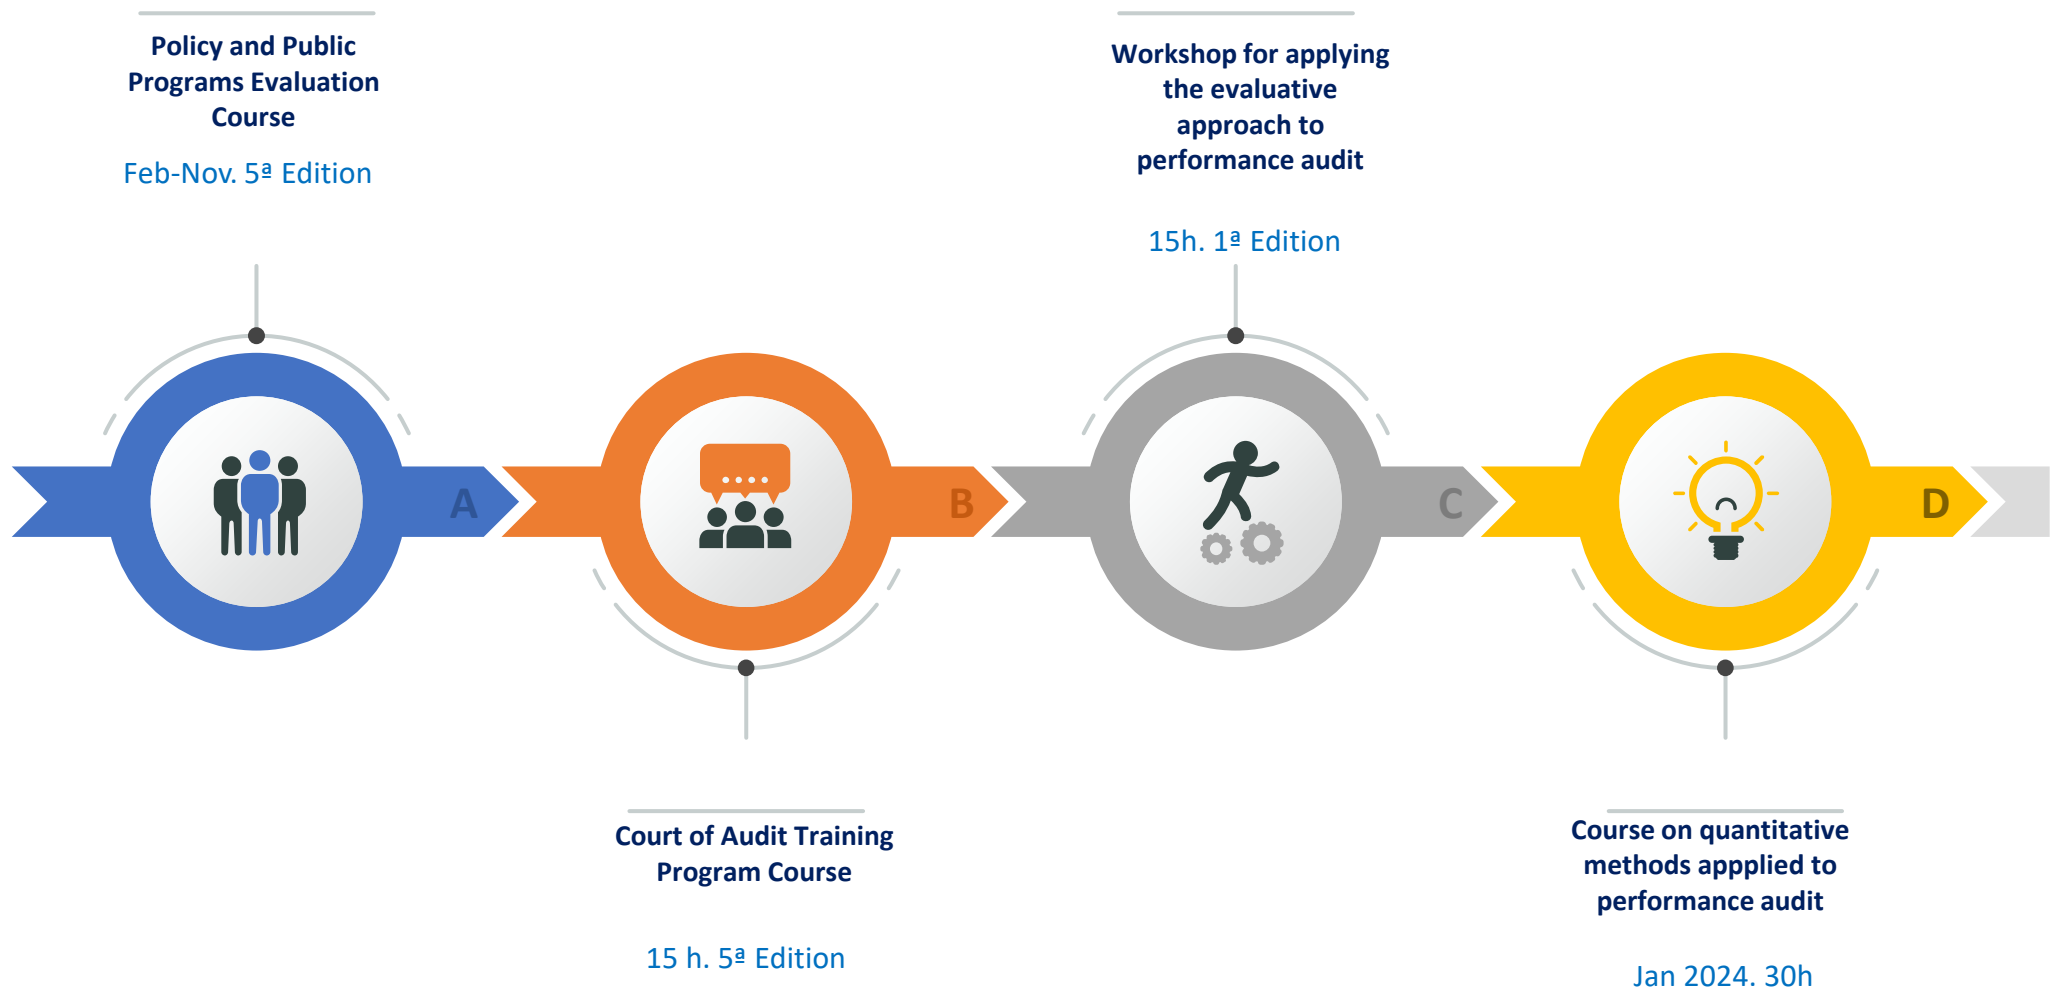 Policy and Public
Programs Evaluation
Course
Feb-Nov. 5ª Edition
Workshop for applying
the evaluative
approach to
performance audit
15h. 1ª Edition
A
B
C
D
Court of Audit Training
Program Course
15 h. 5ª Edition
Course on quantitative
methods appplied to
performance audit
Jan 2024. 30h